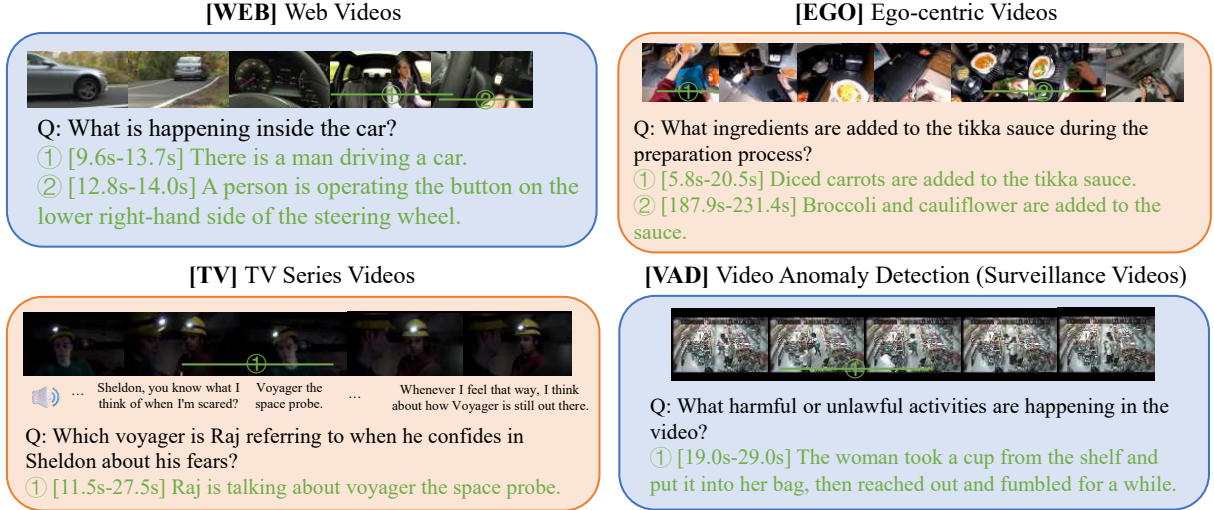 [WEB] Web Videos
①
②
Q: What is happening inside the car?
① [9.6s-13.7s] There is a man driving a car.
② [12.8s-14.0s] A person is operating the button on the
lower right-hand side of the steering wheel.
[EGO] Ego-centric Videos
①
②
Q: What ingredients are added to the tikka sauce during the
preparation process?
① [5.8s-20.5s] Diced carrots are added to the tikka sauce.
② [187.9s-231.4s] Broccoli and cauliflower are added to the
sauce.
[TV] TV Series Videos
①
...
Sheldon, you know what I
think of when I'm scared?
Voyager the
space probe.
...
Whenever I feel that way, I think
about how Voyager is still out there.
Q: Which voyager is Raj referring to when he confides in
Sheldon about his fears?
① [11.5s-27.5s] Raj is talking about voyager the space probe.
[VAD] Video Anomaly Detection (Surveillance Videos)
①
Q: What harmful or unlawful activities are happening in the
video?
① [19.0s-29.0s] The woman took a cup from the shelf and
put it into her bag, then reached out and fumbled for a while.